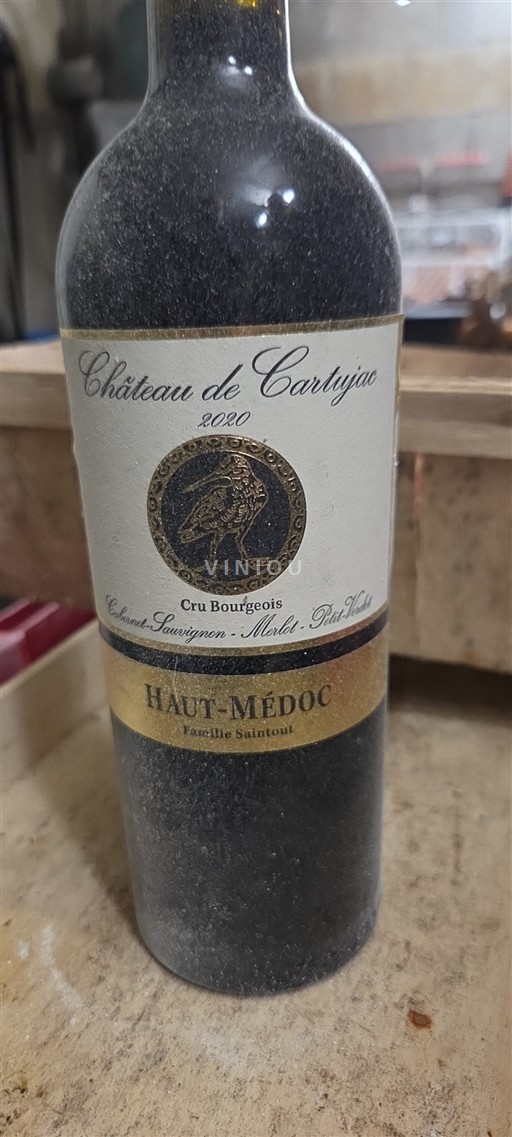 Château de Cartujac
2020
VINIOU
Cru Bourgeois
Cabernet-Sauvignon - Merlot - Petit-Verdot
HAUT-MÉDOC
Famille Saintout